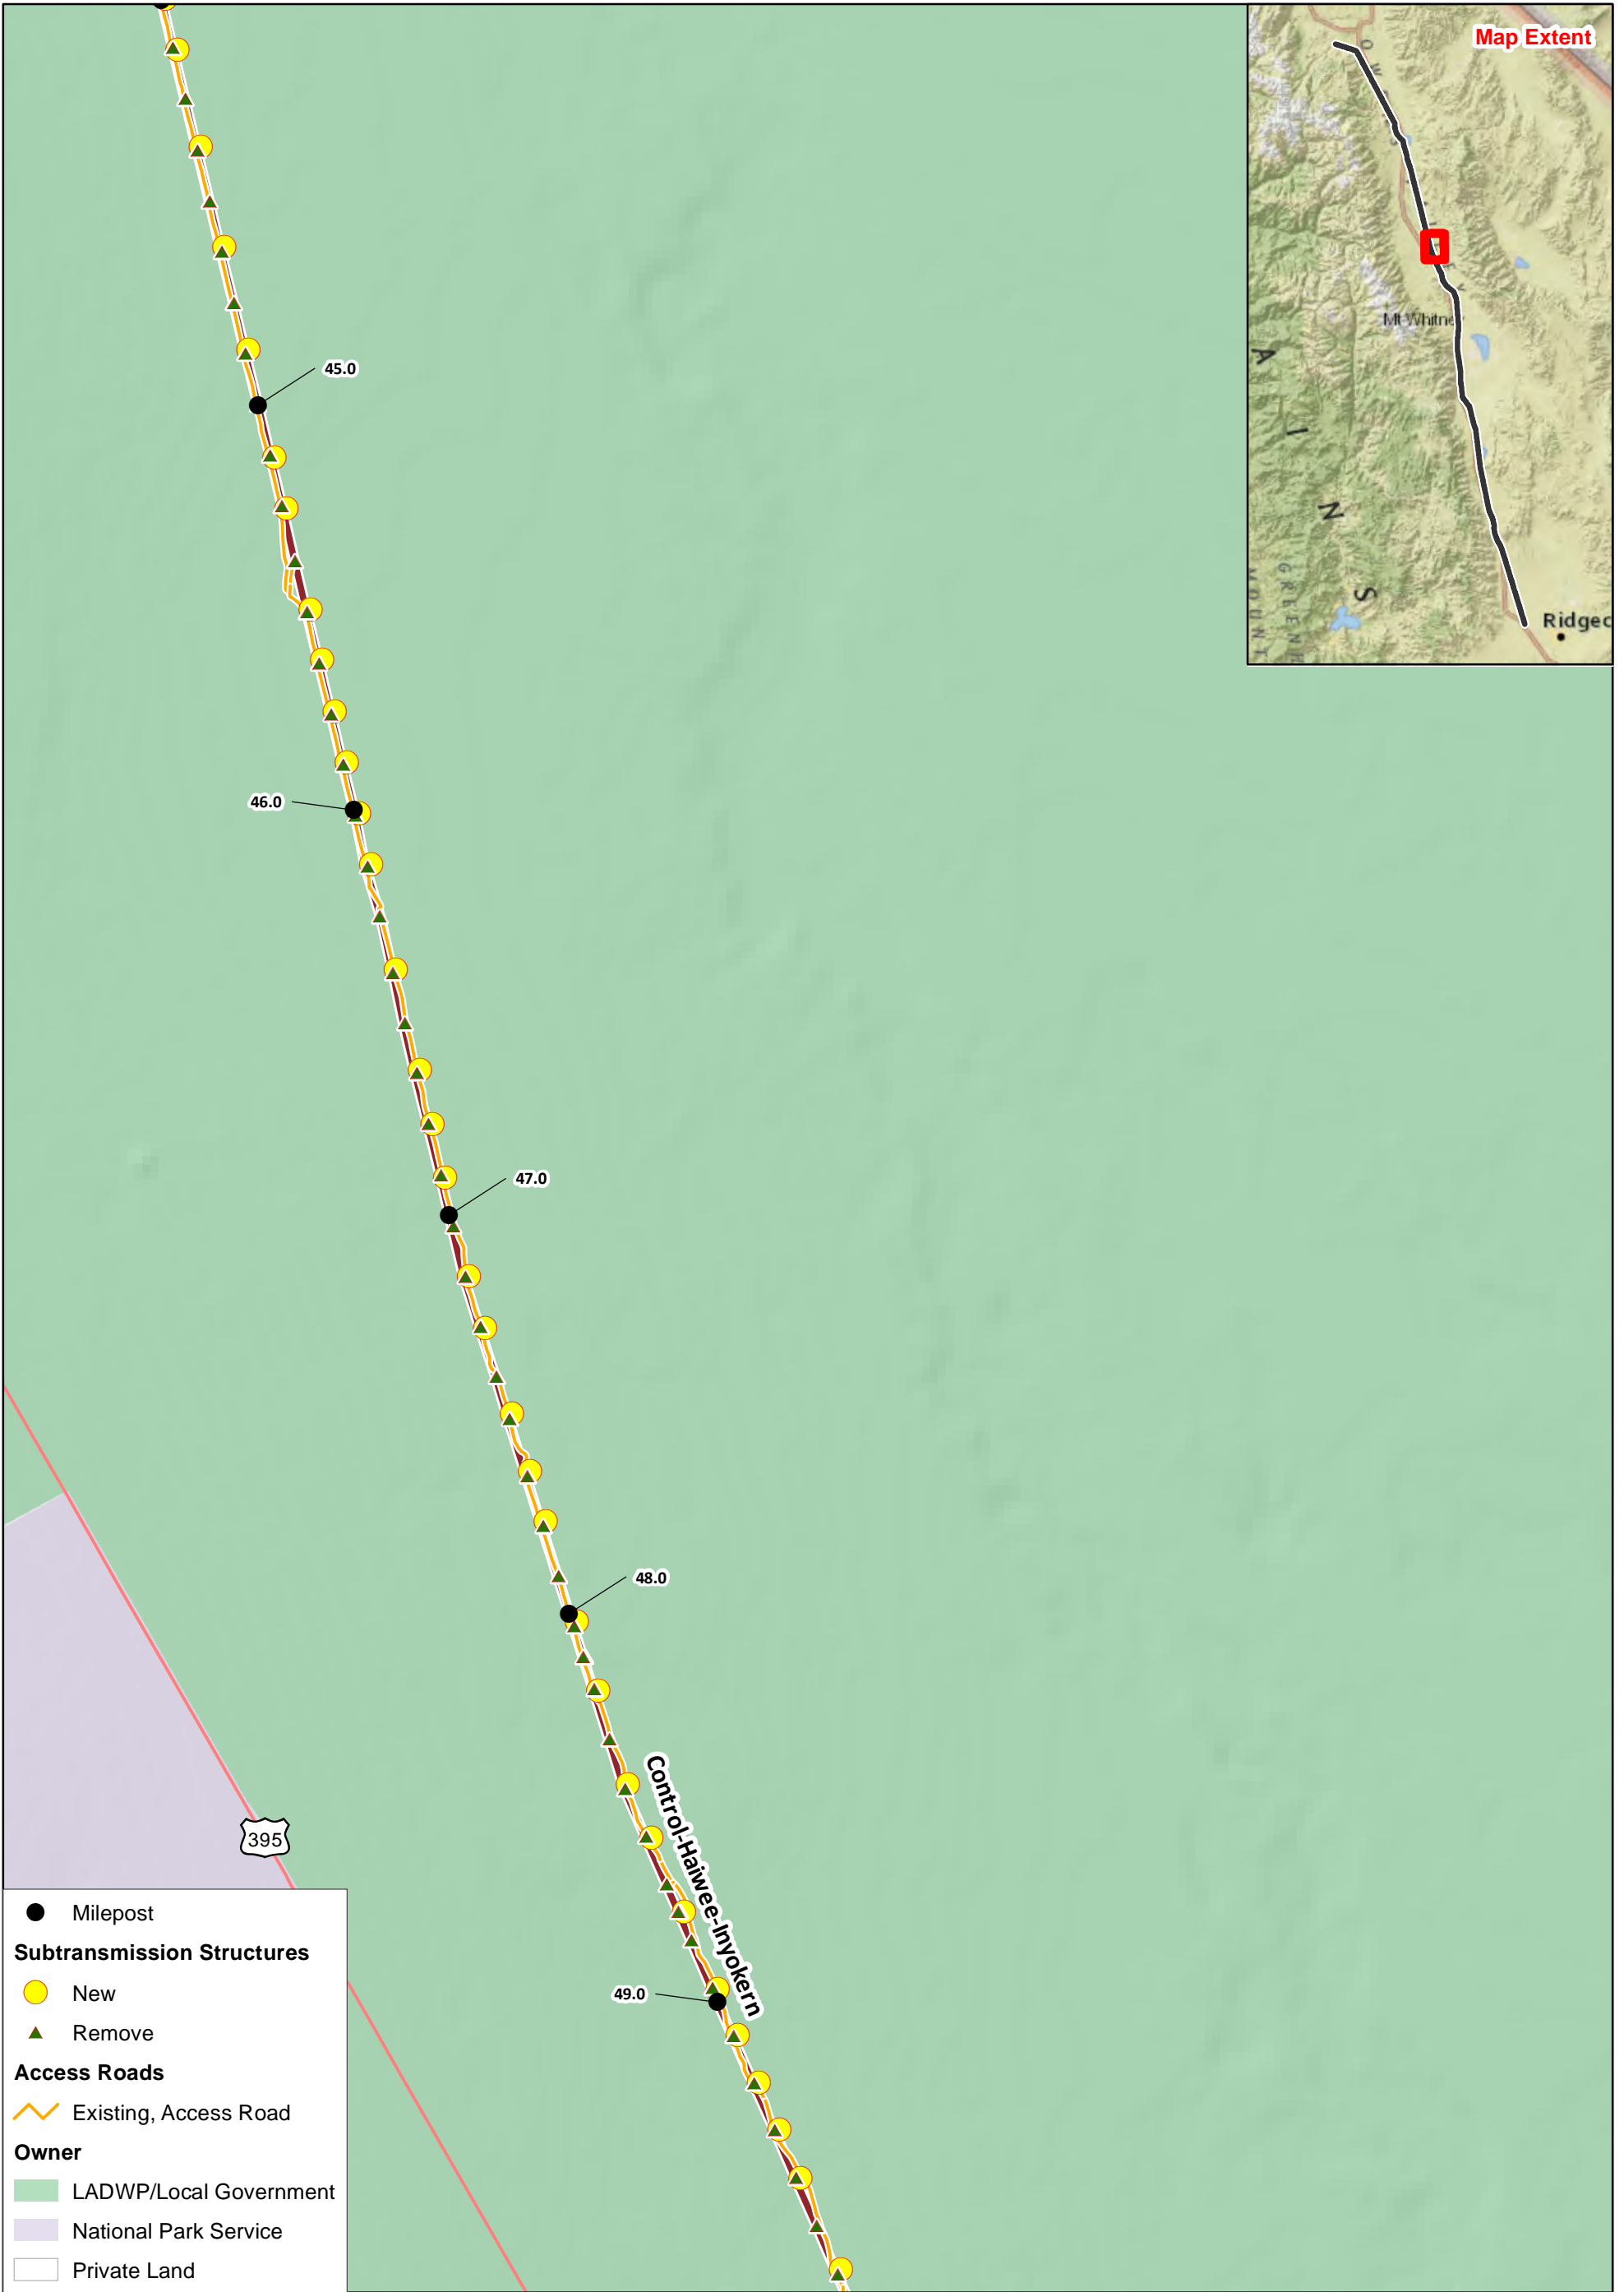 Map Extent
O
W
Mt Whitne
A
I
N
S
GREEN
MOUNT
Ridgec
45.0
46.0
47.0
48.0
Control-Haiwee-Inyokern
49.0
395
Milepost
Subtransmission Structures
New
Remove
Access Roads
Existing, Access Road
Owner
LADWP/Local Government
National Park Service
Private Land